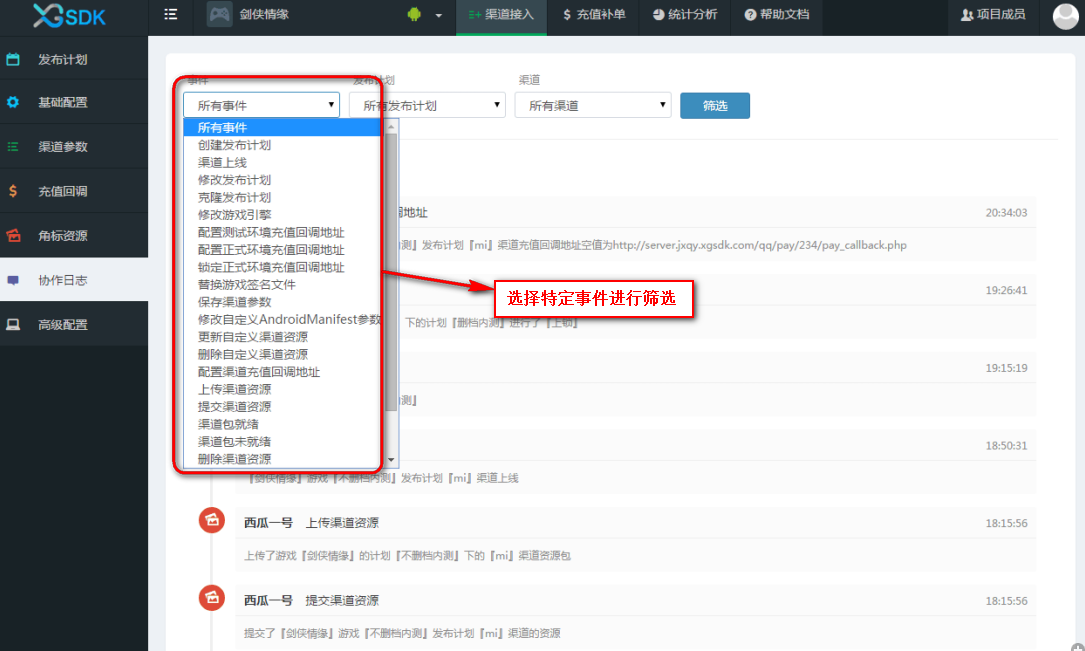 XGSDK
剑侠情缘
渠道接入
$ 充值补单
统计分析
帮助文档
项目成员
发布计划
基础配置
渠道参数
充值回调
角标资源
协作日志
高级配置
事件
发布计划
渠道
所有事件
所有发布计划
所有渠道
筛选
所有事件
创建发布计划
渠道上线
修改发布计划
克隆发布计划
修改游戏引擎
配置测试环境充值回调地址
配置正式环境充值回调地址
锁定正式环境充值回调地址
替换游戏签名文件
保存渠道参数
修改自定义AndroidManifest参数
更新自定义渠道资源
删除自定义渠道资源
配置渠道充值回调地址
上传渠道资源
提交渠道资源
渠道包就绪
渠道包未就绪
删除渠道资源
选择特定事件进行筛选
调地址
20:34:03
内测』发布计划『mi』渠道充值回调地址空值为http://server.jxqy.xgsdk.com/qq/pay/234/pay_callback.php
19:26:41
下的计划『删档内测』进行了『上锁』
19:15:19
内测』
18:50:31
『剑侠情缘』游戏『不删档内测』发布计划『mi』渠道上线
西瓜一号 上传渠道资源
18:15:56
上传了游戏『剑侠情缘』的计划『不删档内测』下的『mi』渠道资源包
西瓜一号 提交渠道资源
18:15:56
提交了『剑侠情缘』游戏『不删档内测』发布计划『mi』渠道的资源